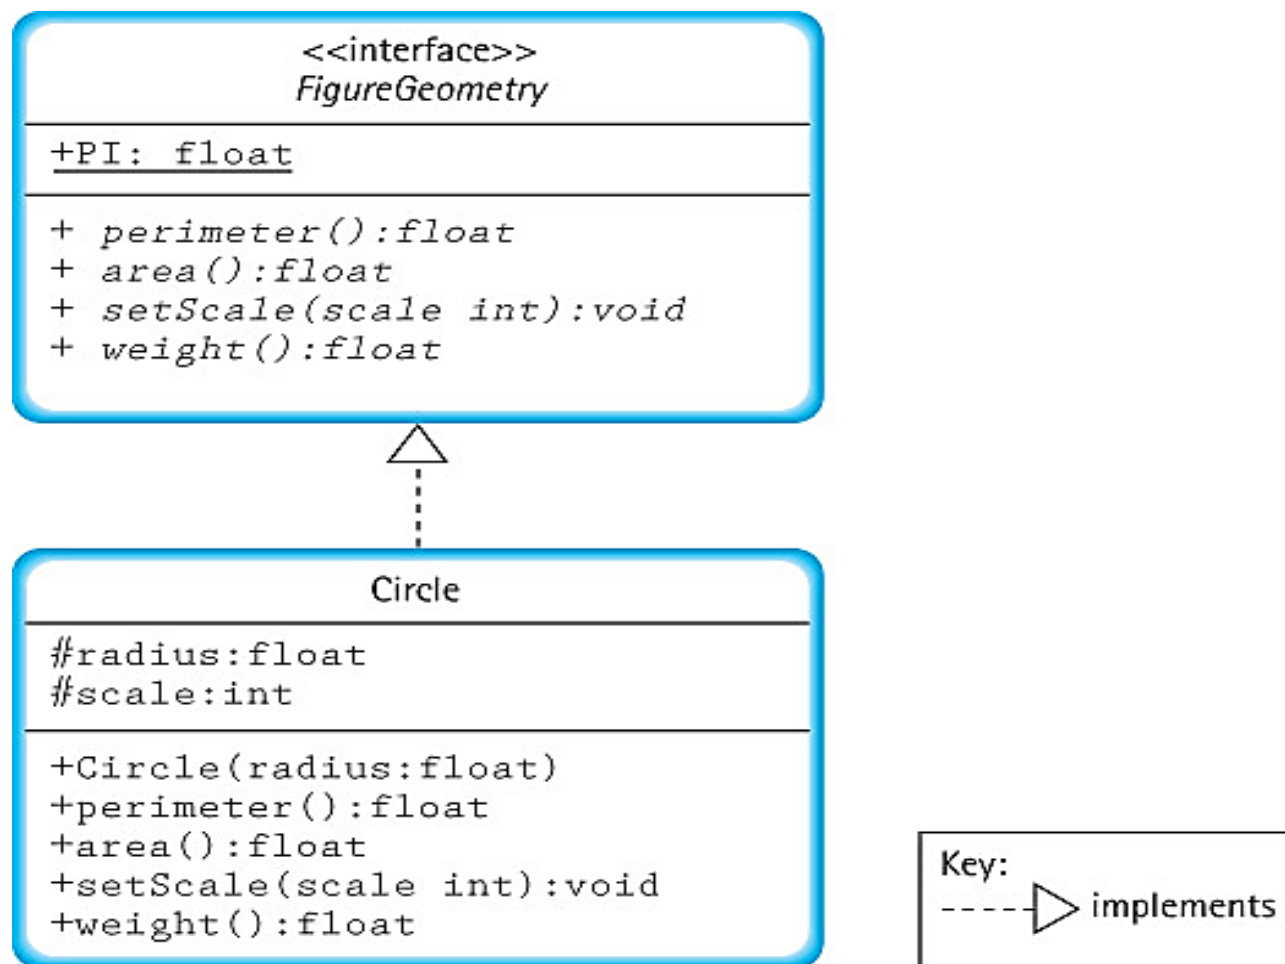 <<interface>>
FigureGeometry
+PI: float
+ perimeter():float
+ area():float
+ setScale(scale int):void
+ weight():float
Circle
#radius:float
#scale:int
+Circle(radius:float)
+perimeter():float
+area():float
+setScale(scale int):void
+weight():float
Key:
implements